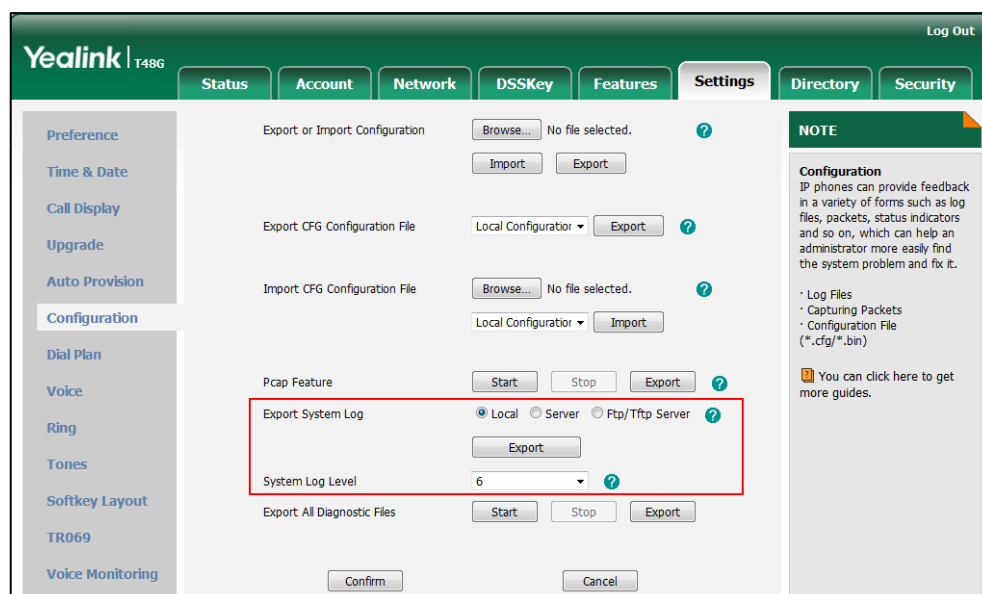 Log Out
Yealink | T48G
Status Account Network DSSKey Features Settings Directory Security
Preference
Time & Date
Call Display
Upgrade
Auto Provision
Configuration
Dial Plan
Voice
Ring
Tones
Softkey Layout
TR069
Voice Monitoring
Export or Import Configuration Browse... No file selected. ?
Import Export
Export CFG Configuration File Local Configuration Export ?
Import CFG Configuration File Browse... No file selected. ?
Local Configuration Import
Pcap Feature Start Stop Export ?
Export System Log Local Server Ftp/Tftp Server ?
Export
System Log Level 6 ?
Export All Diagnostic Files Start Stop Export
Confirm Cancel
NOTE
Configuration
IP phones can provide feedback
in a variety of forms such as log
files, packets, status indicators
and so on, which can help an
administrator more easily find
the system problem and fix it.
· Log Files
· Capturing Packets
· Configuration File
(*.cfg/*.bin)
? You can click here to get
more guides.